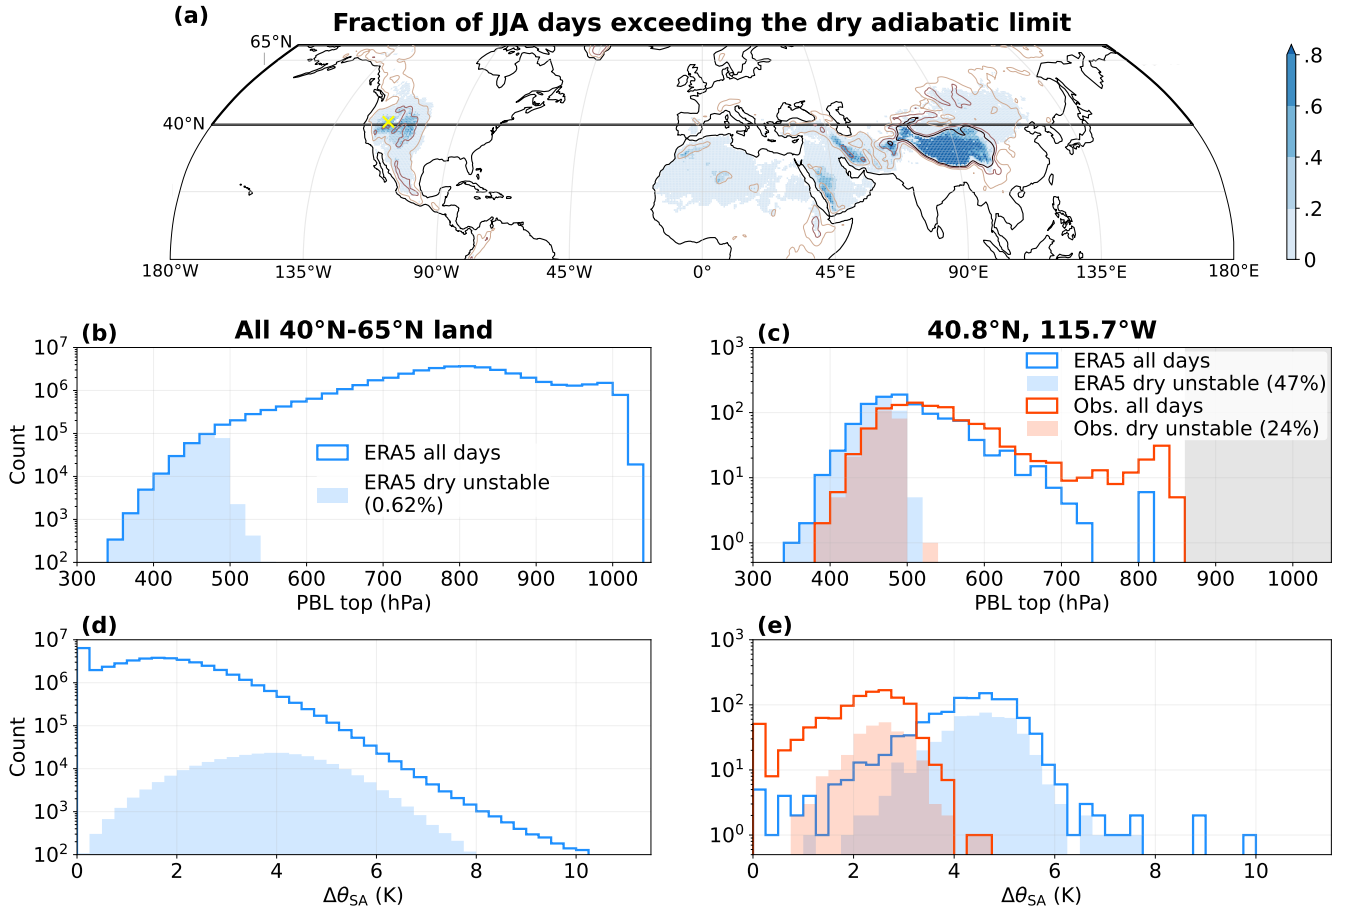 (a)
Fraction of JJA days exceeding the dry adiabatic limit
65°N
40°N
180°W 135°W 90°W 45°W 0° 45°E 90°E 135°E 180°E
.8
.6
.4
.2
0
(b) All 40°N-65°N land
10⁷
10⁶
10⁵
10⁴
10³
10²
Count
ERA5 all days
ERA5 dry unstable
(0.62%)
300 400 500 600 700 800 900 1000
PBL top (hPa)
(c) 40.8°N, 115.7°W
10³
10²
10¹
10⁰
ERA5 all days
ERA5 dry unstable (47%)
Obs. all days
Obs. dry unstable (24%)
300 400 500 600 700 800 900 1000
PBL top (hPa)
(d)
10⁷
10⁶
10⁵
10⁴
10³
10²
Count
0 2 4 6 8 10
Δθ_SA (K)
(e)
10³
10²
10¹
10⁰
0 2 4 6 8 10
Δθ_SA (K)